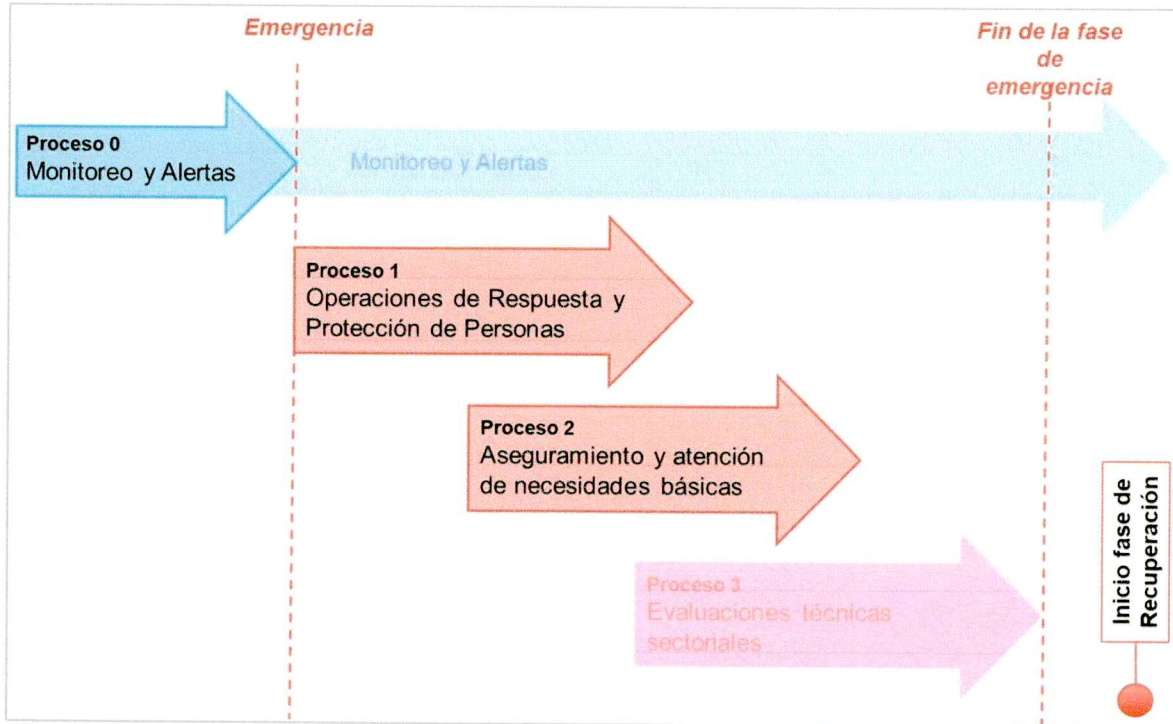 Emergencia
Fin de la fase
de
emergencia
Proceso 0
Monitoreo y Alertas
Monitoreo y Alertas
Proceso 1
Operaciones de Respuesta y
Protección de Personas
Proceso 2
Aseguramiento y atención
de necesidades básicas
Proceso 3
Evaluaciones técnicas
sectoriales
Inicio fase de
Recuperación